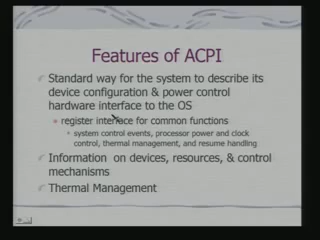 Features of ACPI
Standard way for the system to describe its
device configuration & power control
hardware interface to the OS
register interface for common functions
system control events, processor power and clock
control, thermal management, and resume handling
Information on devices, resources, & control
mechanisms
Thermal Management